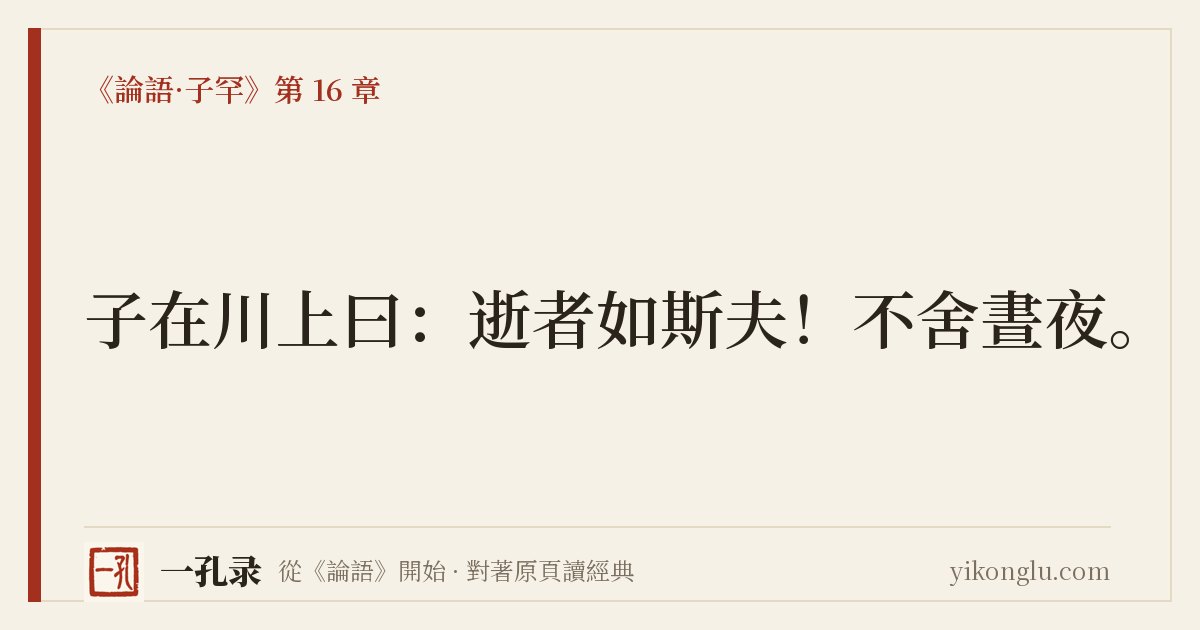 《論語·子罕》第 16 章
子在川上曰：逝者如斯夫！不舍晝夜。
一孔
一孔录 從《論語》開始 · 對著原頁讀經典
yikonglu.com